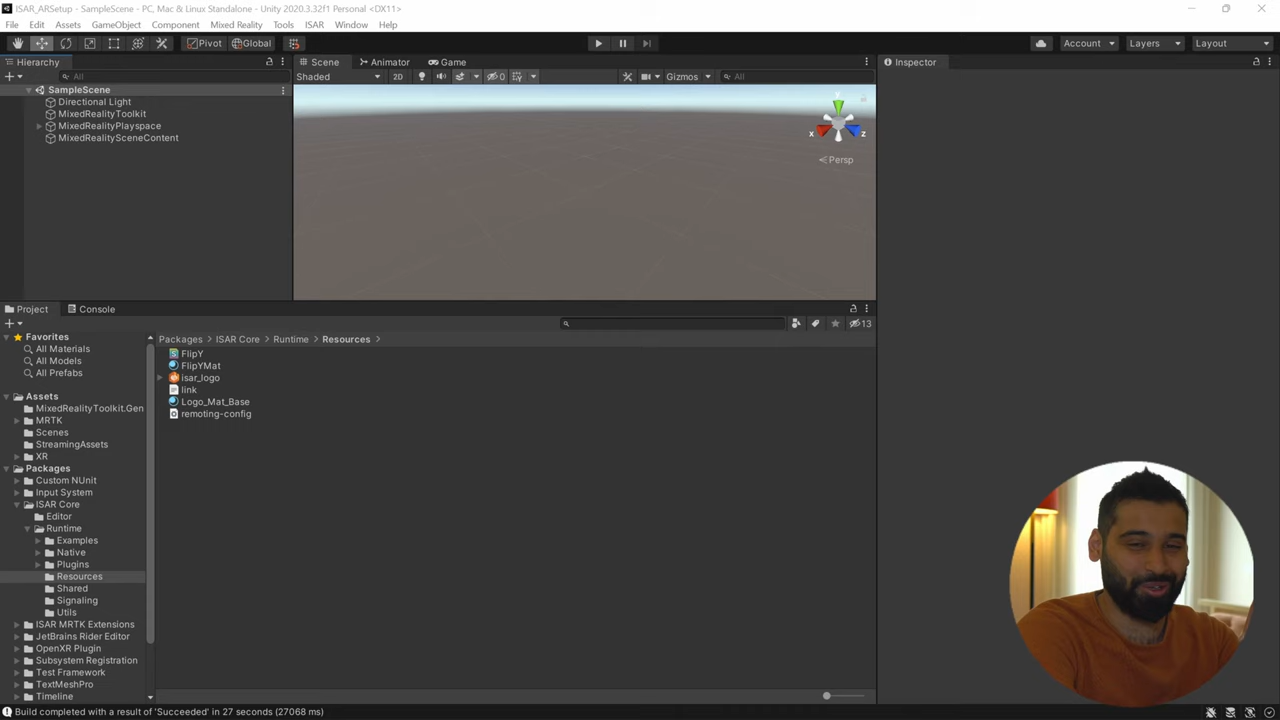 ISAR_ARSetup - SampleScene - PC, Mac & Linux Standalone - Unity 2020.3.32f1 Personal <DX11>
File Edit Assets GameObject Component Mixed Reality Tools ISAR Window Help
Pivot Global Account Layers Layout
Hierarchy
All
SampleScene
Directional Light
MixedRealityToolkit
MixedRealityPlayspace
MixedRealitySceneContent
Scene Animator Game
Shaded 2D 0 Gizmos All
y
x z
Persp
Inspector
Project Console
13
Favorites
All Materials
All Models
All Prefabs
Assets
MixedRealityToolkit.Gen
MRTK
Scenes
StreamingAssets
XR
Packages
Custom NUnit
Input System
ISAR Core
Editor
Runtime
Examples
Native
Plugins
Resources
Shared
Signaling
Utils
ISAR MRTK Extensions
JetBrains Rider Editor
OpenXR Plugin
Subsystem Registration
Test Framework
TextMeshPro
Timeline
Packages > ISAR Core > Runtime > Resources >
FlipY
FlipYMat
isar_logo
link
Logo_Mat_Base
remoting-config
Build completed with a result of 'Succeeded' in 27 seconds (27068 ms)